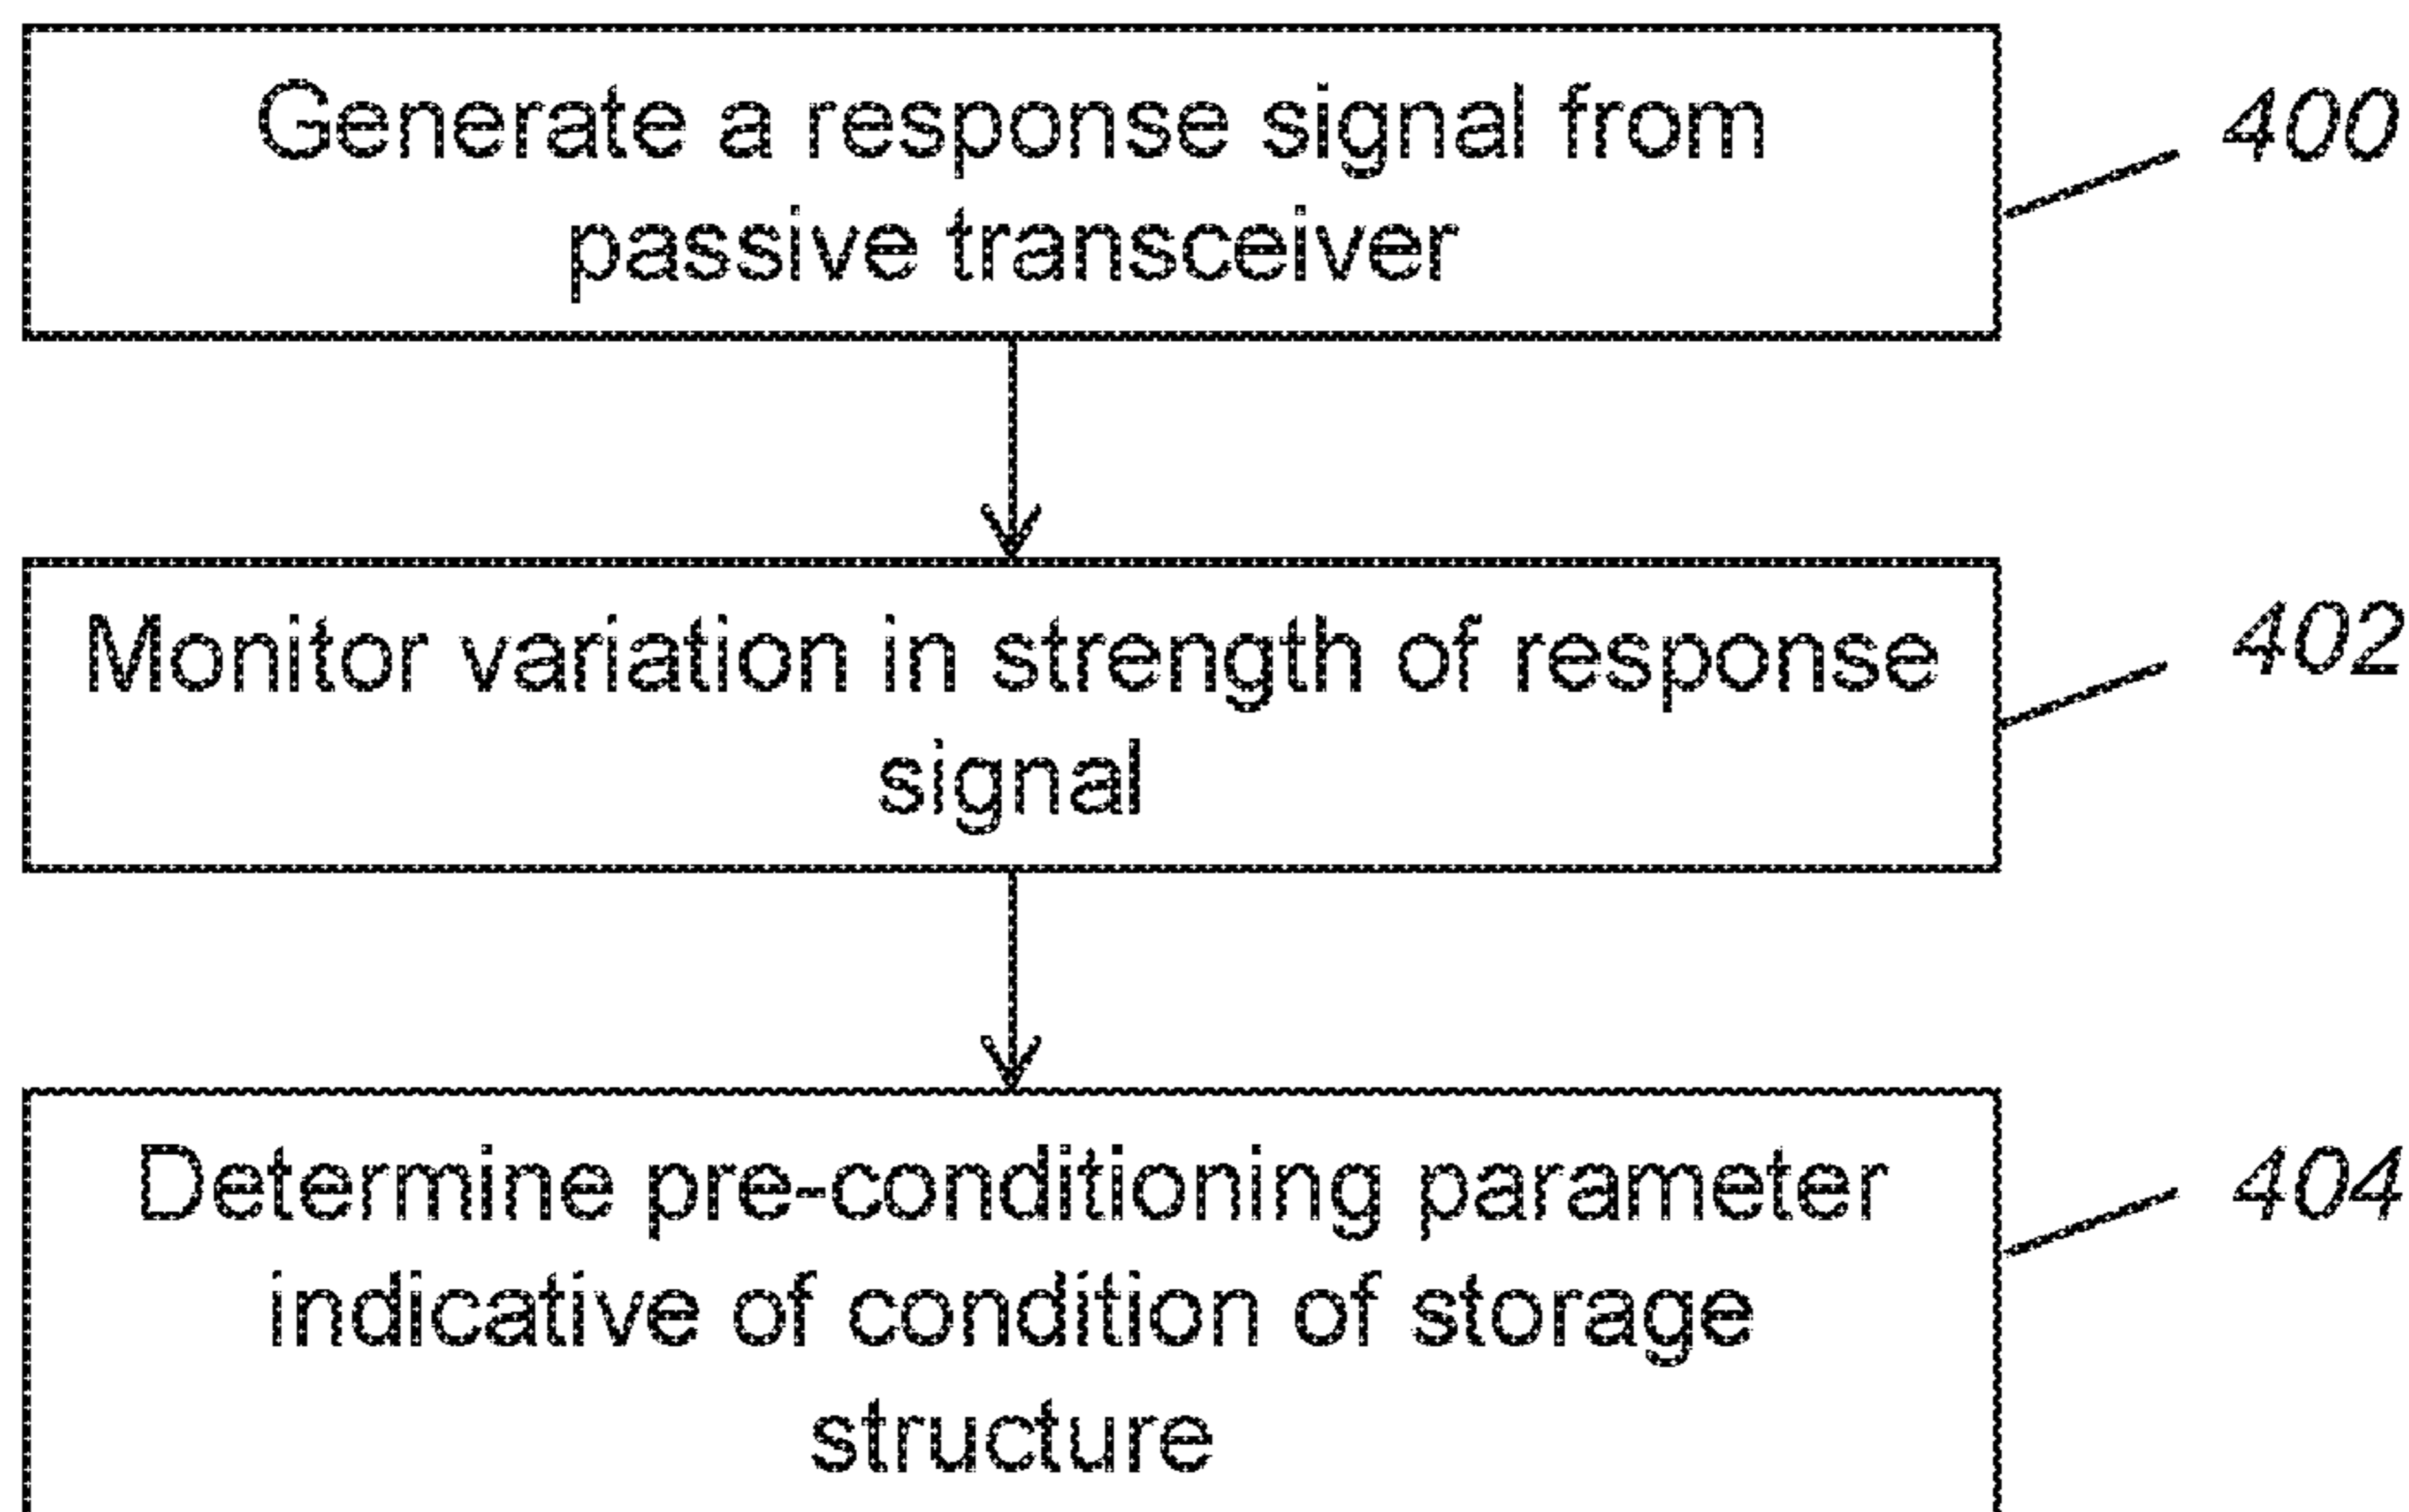 Generate a response signal from
passive transceiver
400
Monitor variation in strength of response
signal
402
Determine pre-conditioning parameter
indicative of condition of storage
structure
404